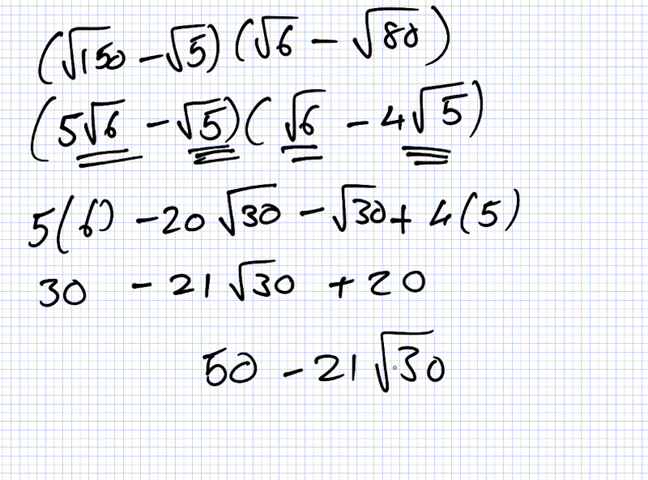 (√150 - √5) (√6 - √80)
(5√6 - √5) (√6 - 4√5)
5(6) - 20√30 - √30 + 4(5)
30 - 21√30 + 20
50 - 21√30